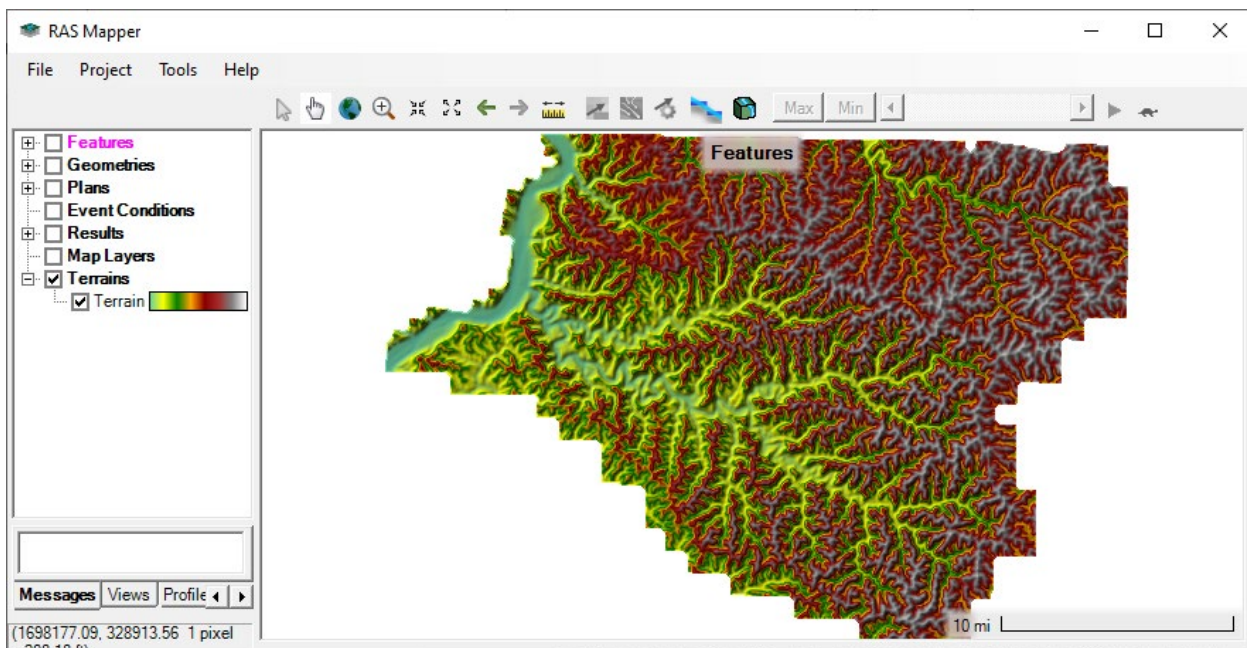 RAS Mapper
File Project Tools Help
Max Min
Features
Geometries
Plans
Event Conditions
Results
Map Layers
Terrains
Terrain
Features
10 mi
Messages Views Profile
(1698177.09, 328913.56 1 pixel